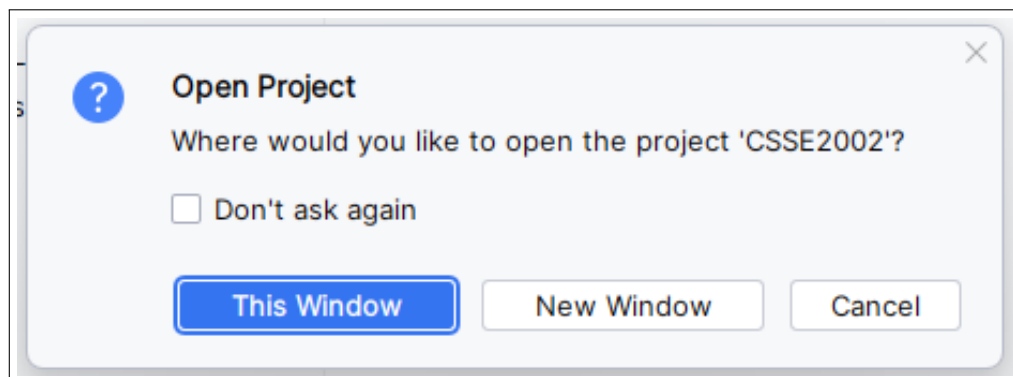 Open Project
Where would you like to open the project 'CSSE2002'?
Don't ask again
This Window
New Window
Cancel